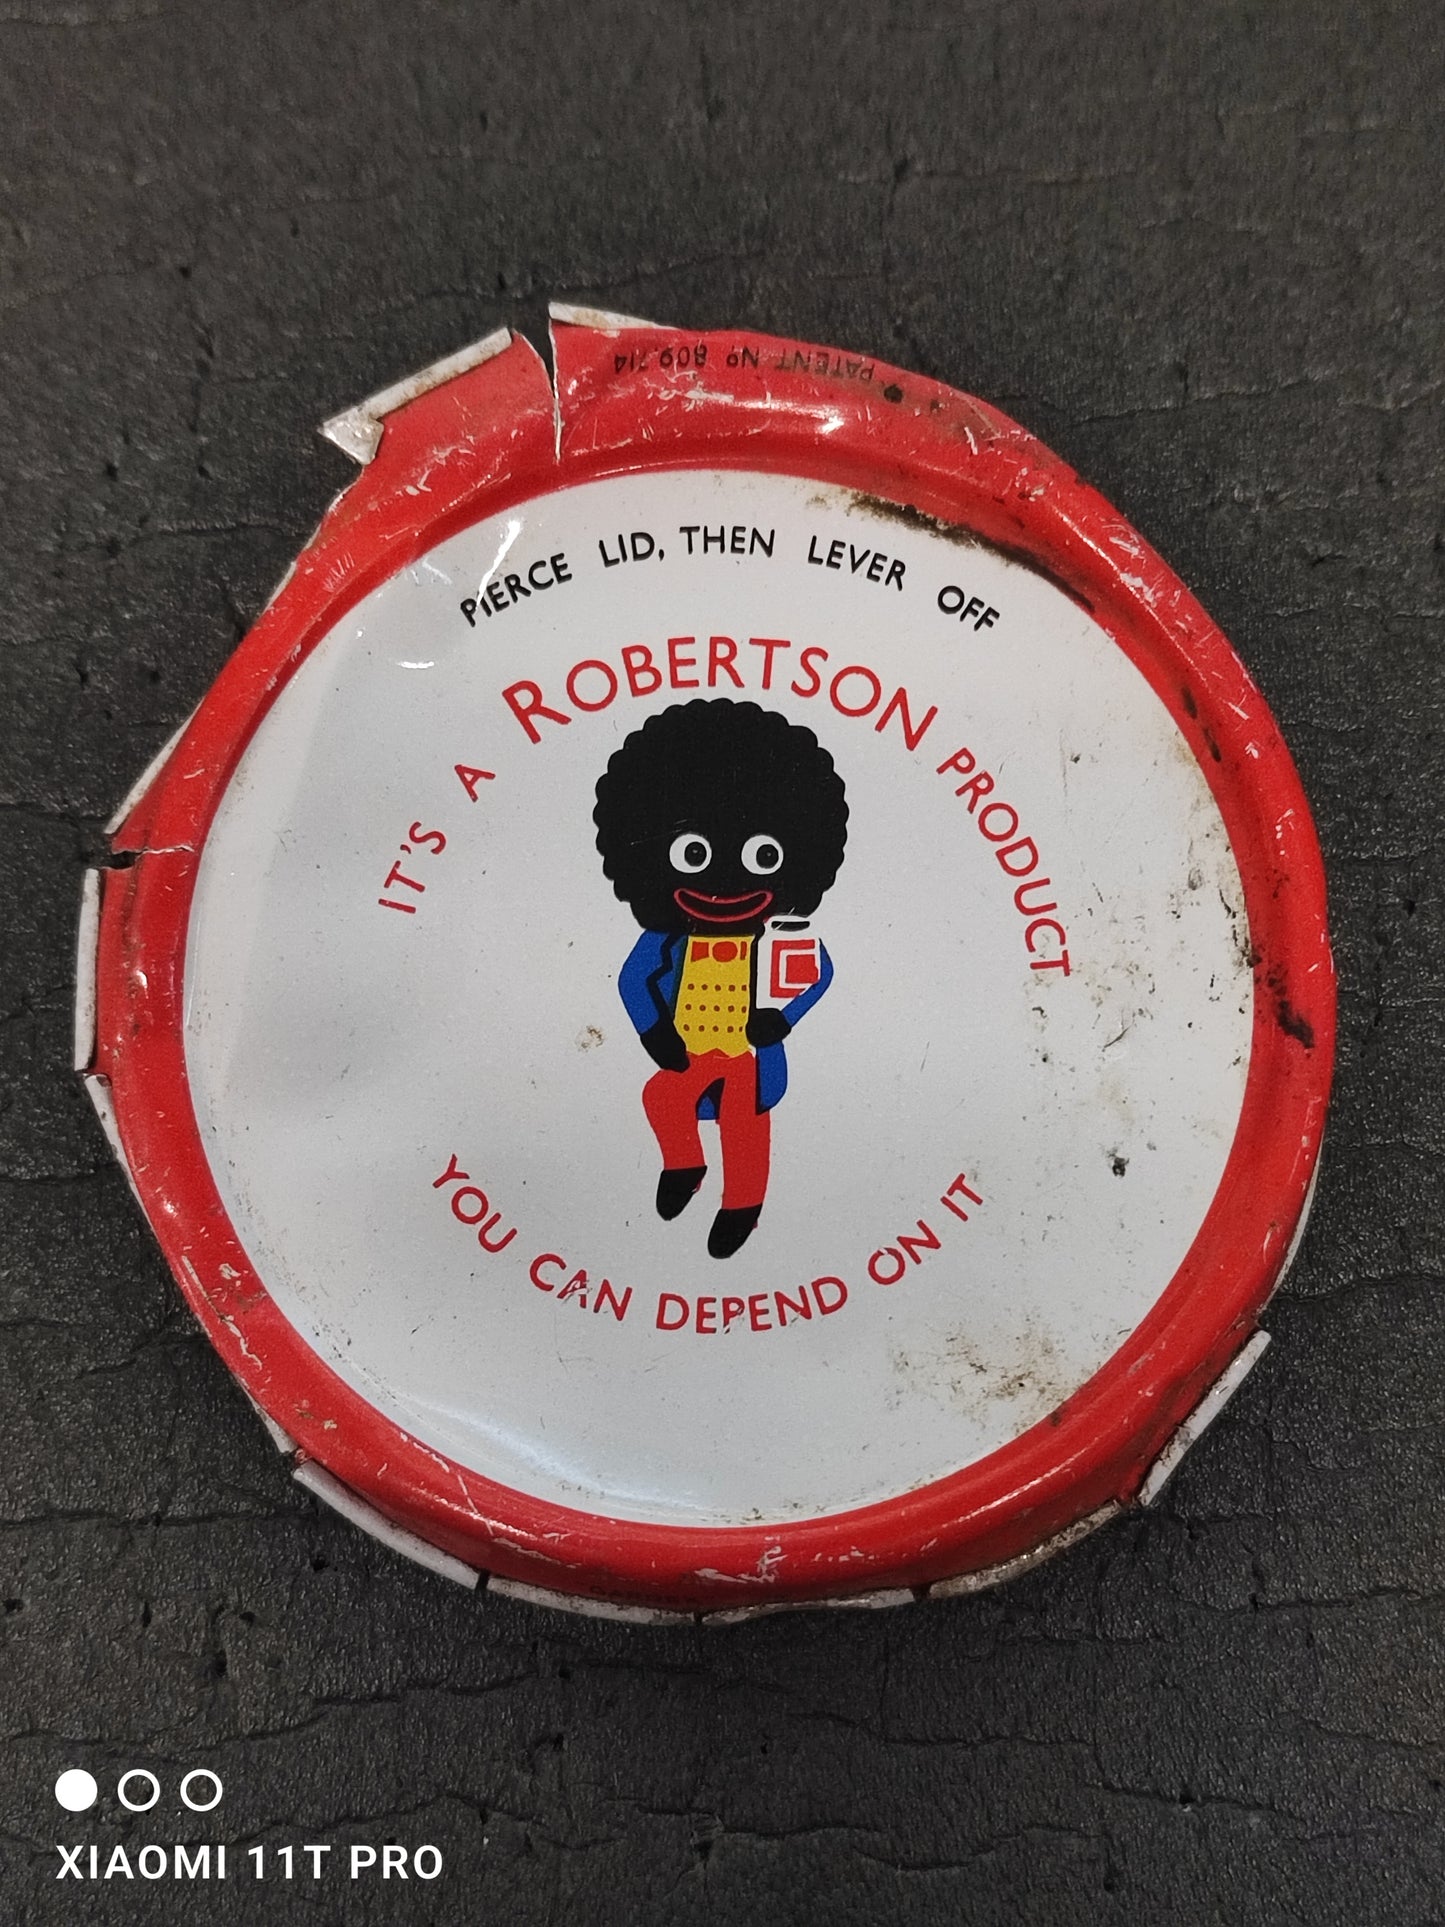 PATENT Nº 809,714
PIERCE LID, THEN LEVER OFF
IT'S A ROBERTSON PRODUCT
YOU CAN DEPEND ON IT
XIAOMI 11T PRO